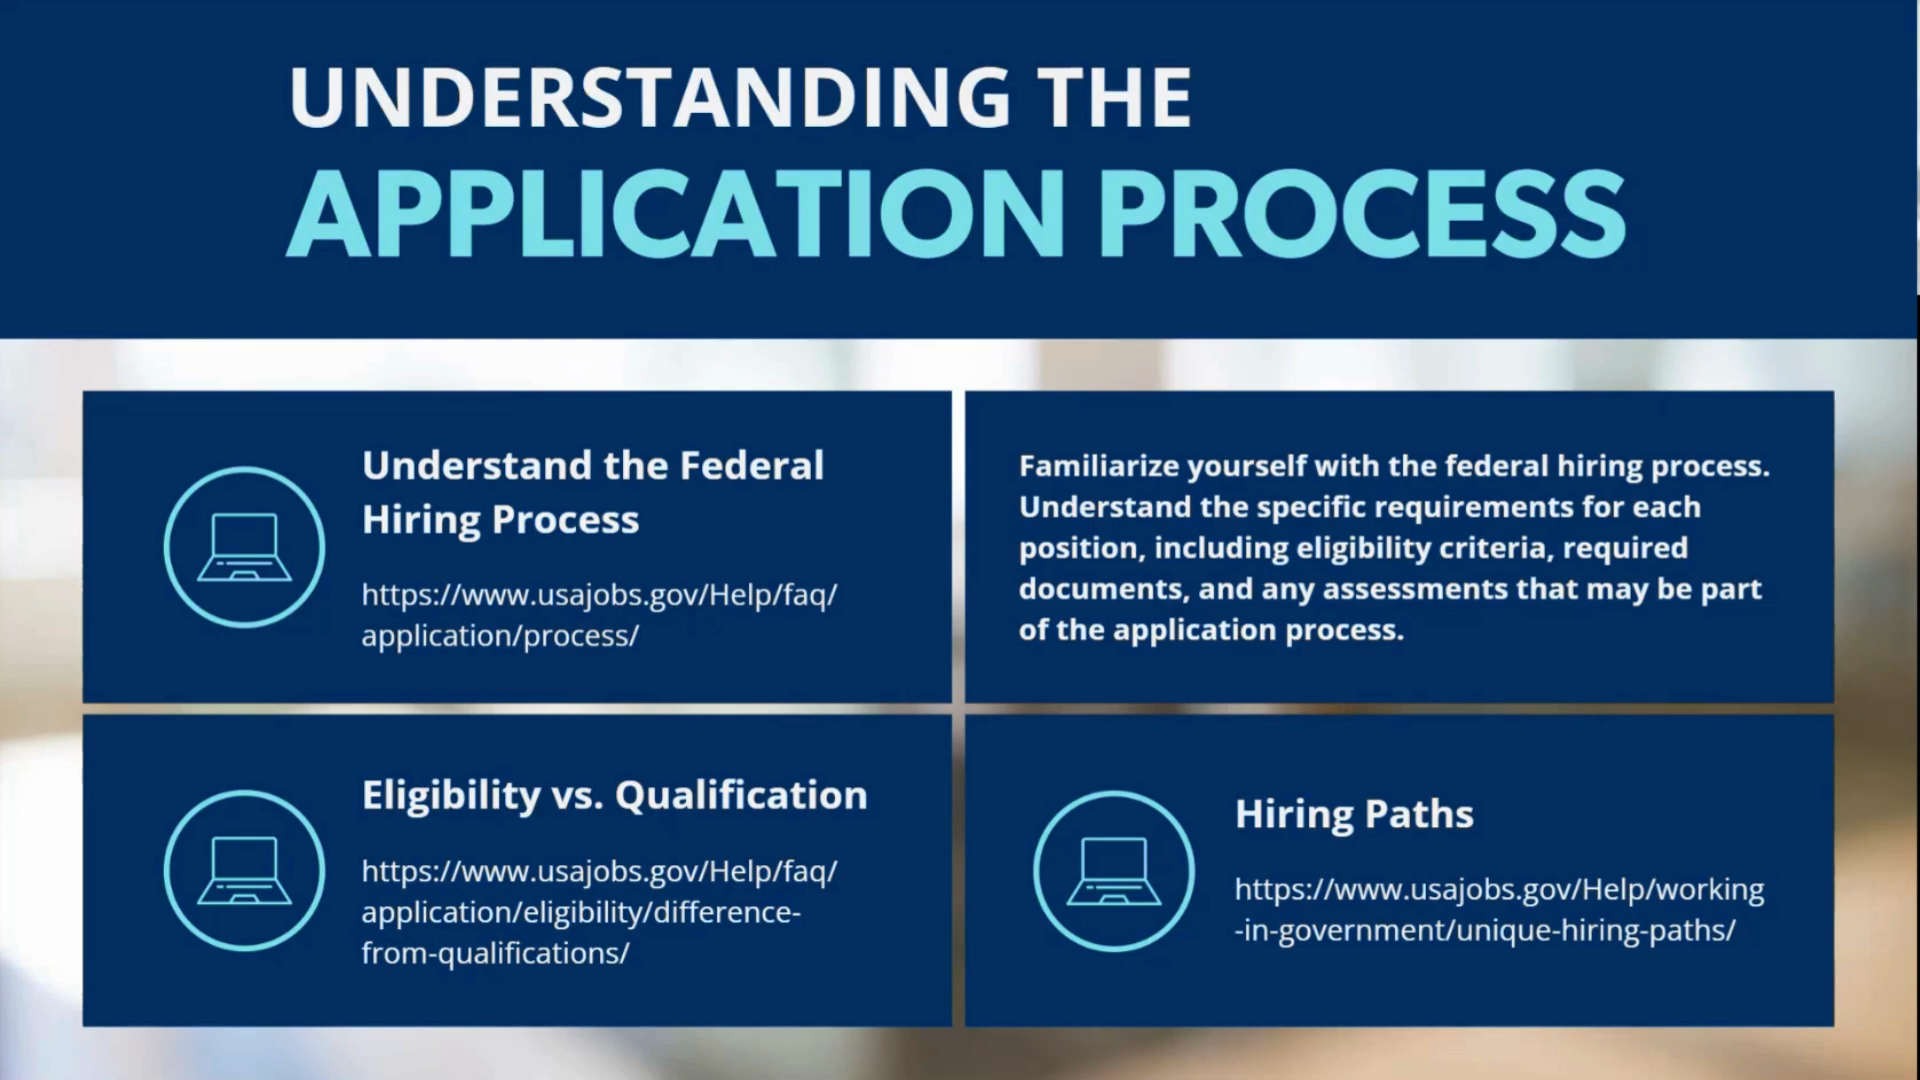 UNDERSTANDING THE
APPLICATION PROCESS
Understand the Federal
Hiring Process
https://www.usajobs.gov/Help/faq/
application/process/
Familiarize yourself with the federal hiring process.
Understand the specific requirements for each
position, including eligibility criteria, required
documents, and any assessments that may be part
of the application process.
Eligibility vs. Qualification
https://www.usajobs.gov/Help/faq/
application/eligibility/difference-
from-qualifications/
Hiring Paths
https://www.usajobs.gov/Help/working
-in-government/unique-hiring-paths/